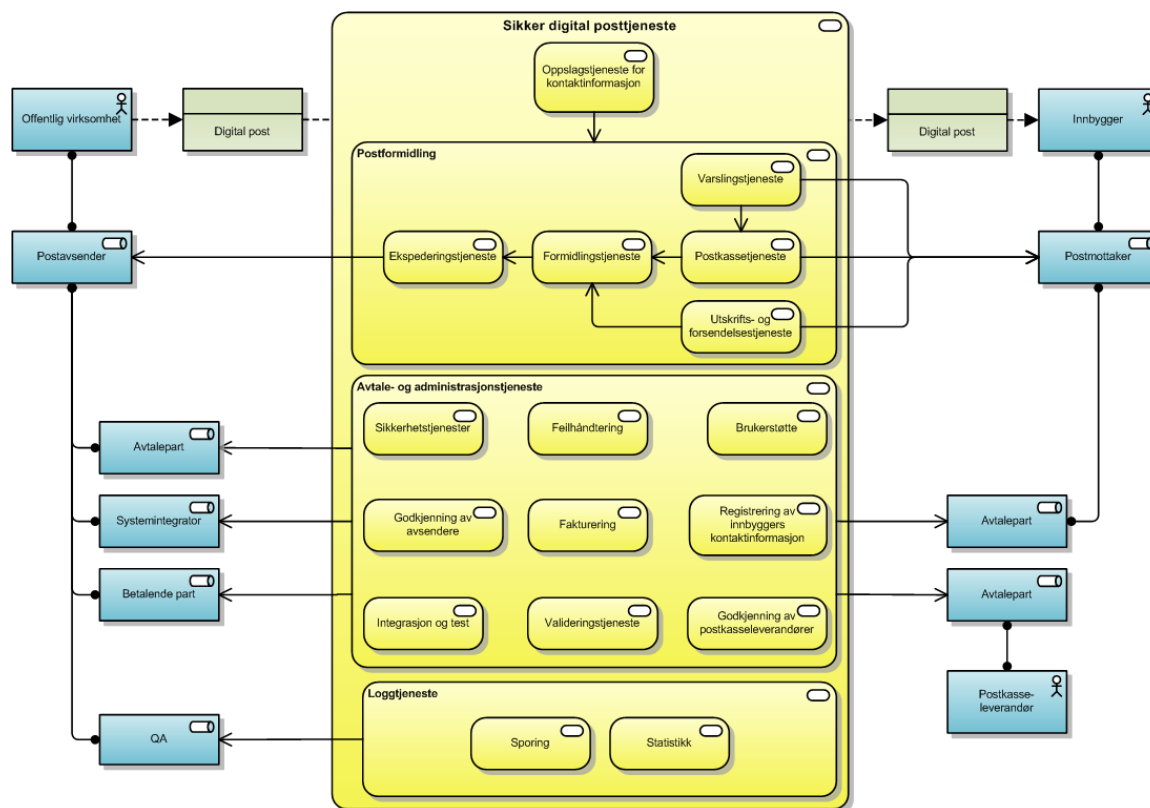 Sikker digital posttjeneste
Oppslagstjeneste for
kontaktinformasjon
Offentlig virksomhet
Digital post
Digital post
Innbygger
Postformidling
Varslingstjeneste
Postavsender
Ekspederingstjeneste
Formidlingstjeneste
Postkassetjeneste
Postmottaker
Utskrifts- og
forsendelsestjeneste
Avtale- og administrasjonstjeneste
Sikkerhetstjenester
Feilhåndtering
Brukerstøtte
Avtalepart
Systemintegrator
Godkjenning av
avsendere
Fakturering
Registrering av
innbyggers
kontaktinformasjon
Avtalepart
Betalende part
Avtalepart
Integrasjon og test
Valideringstjeneste
Godkjenning av
postkasseleverandører
Postkasse-
leverandør
Loggtjeneste
QA
Sporing
Statistikk